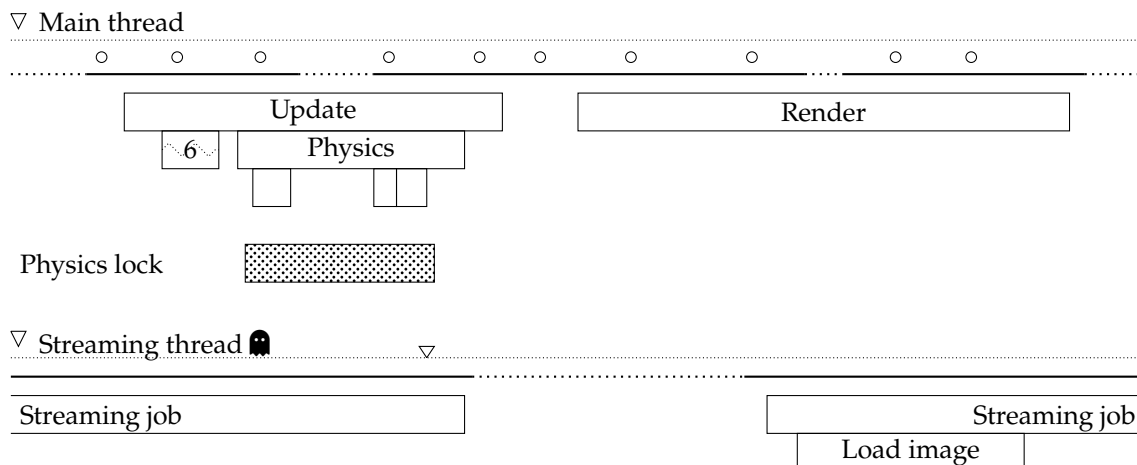 Main thread
Update
Render
6
Physics
Physics lock
Streaming thread
Streaming job
Streaming job
Load image